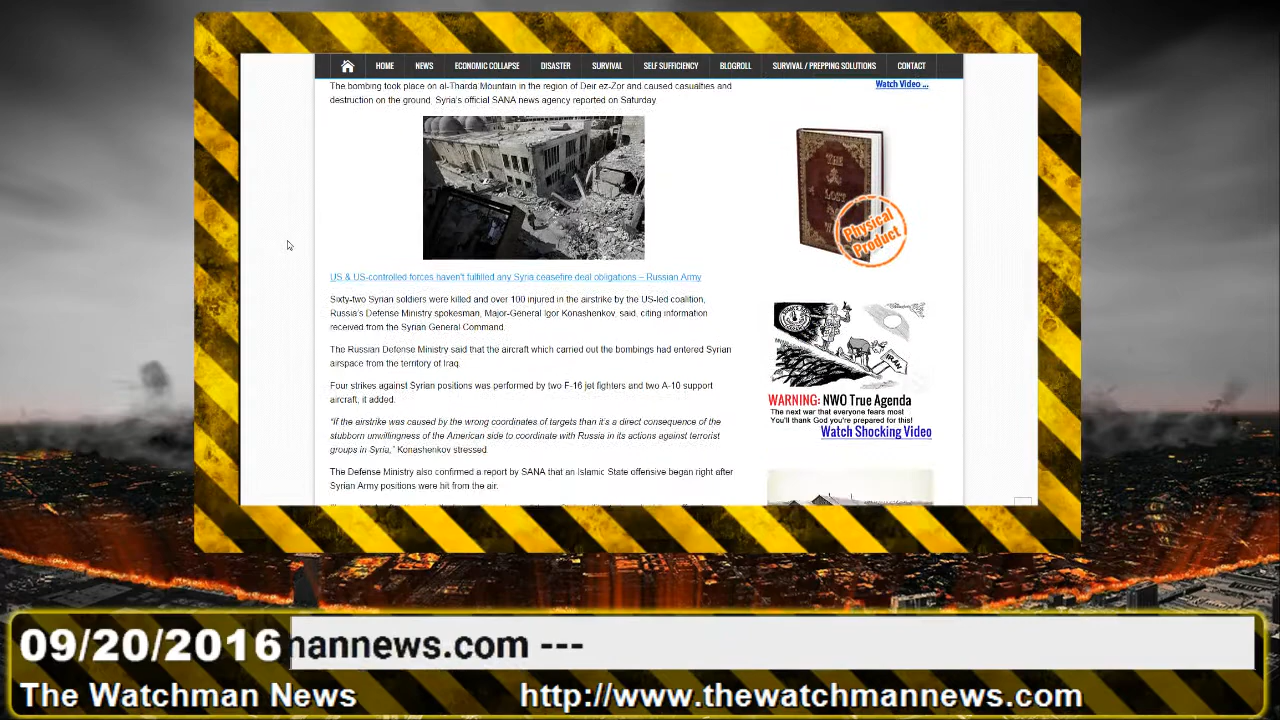 HOME NEWS ECONOMIC COLLAPSE DISASTER SURVIVAL SELF SUFFICIENCY BLOGROLL SURVIVAL / PREPPING SOLUTIONS CONTACT
The bombing took place on al-Tharda Mountain in the region of Deir ez-Zor and caused casualties and
destruction on the ground, Syria's official SANA news agency reported on Saturday.
US & US-controlled forces haven't fulfilled any Syria ceasefire deal obligations – Russian Army
Sixty-two Syrian soldiers were killed and over 100 injured in the airstrike by the US-led coalition,
Russia's Defense Ministry spokesman, Major-General Igor Konashenkov, said, citing information
received from the Syrian General Command.
The Russian Defense Ministry said that the aircraft which carried out the bombings had entered Syrian
airspace from the territory of Iraq.
Four strikes against Syrian positions was performed by two F-16 jet fighters and two A-10 support
aircraft, it added.
"If the airstrike was caused by the wrong coordinates of targets than it's a direct consequence of the
stubborn unwillingness of the American side to coordinate with Russia in its actions against terrorist
groups in Syria," Konashenkov stressed.
The Defense Ministry also confirmed a report by SANA that an Islamic State offensive began right after
Syrian Army positions were hit from the air.
Watch Video ...
THE
LOST
Physical
Product
IRAN
WARNING: NWO True Agenda
The next war that everyone fears most
You'll thank God you're prepared for this!
Watch Shocking Video
09/20/2016
mannews.com ---
The Watchman News
http://www.thewatchmannews.com